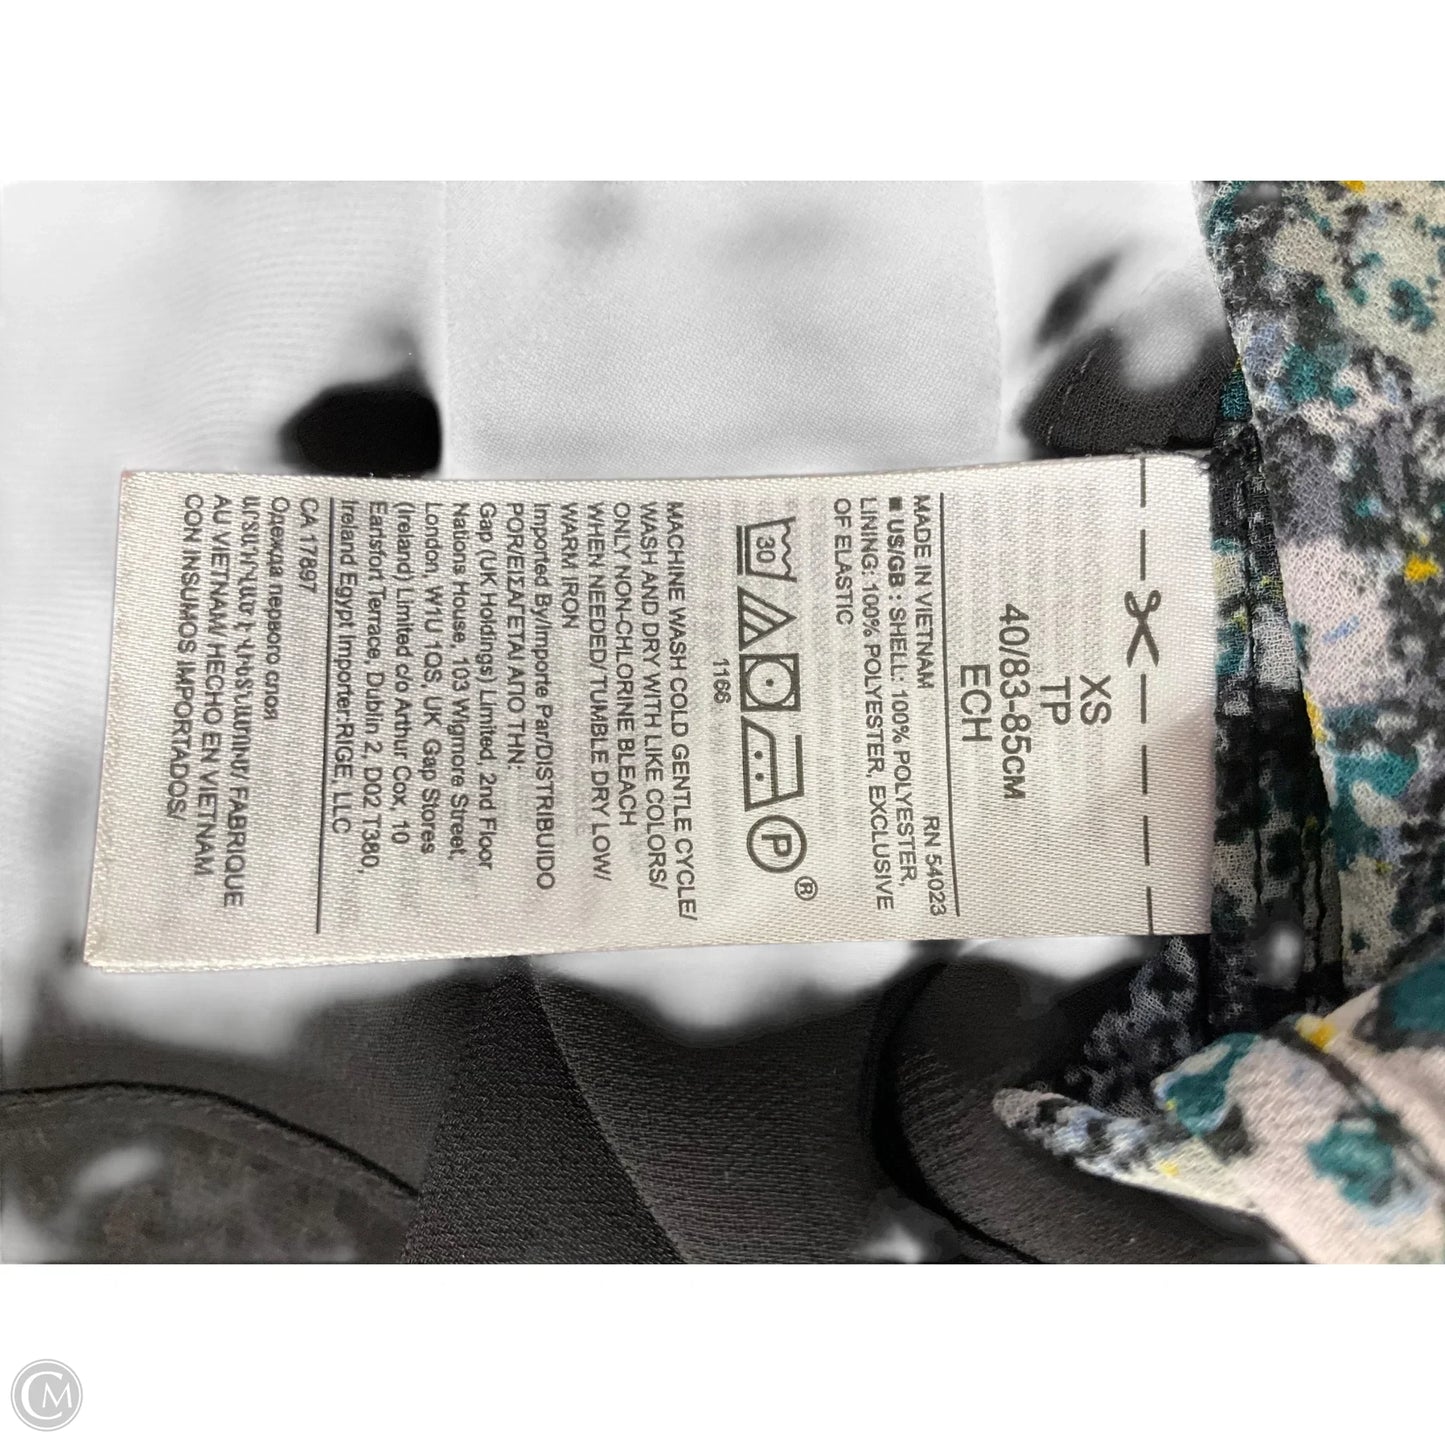 XS
TP
40/83-85CM
ECH
MADE IN VIETNAM RN 54023
■ US/GB : SHELL: 100% POLYESTER,
LINING: 100% POLYESTER, EXCLUSIVE
OF ELASTIC
30 P ®
1166
MACHINE WASH COLD GENTLE CYCLE/
WASH AND DRY WITH LIKE COLORS/
ONLY NON-CHLORINE BLEACH
WHEN NEEDED/ TUMBLE DRY LOW/
WARM IRON
Imported By/Importe Par/DISTRIBUIDO
POR/ΕΙΣΑΓΕΤΑΙ ΑΠΟ ΤΗΝ:
Gap (UK Holdings) Limited, 2nd Floor
Nations House, 103 Wigmore Street,
London, W1U 1QS, UK Gap Stores
(Ireland) Limited c/o Arthur Cox, 10
Earlsfort Terrace, Dublin 2, D02 T380,
Ireland Egypt Importer:RIGE, LLC
CA 17897
Одежда первого слоя
FABRIQUE
AU VIETNAM/ HECHO EN VIETNAM
CON INSUMOS IMPORTADOS/
CM